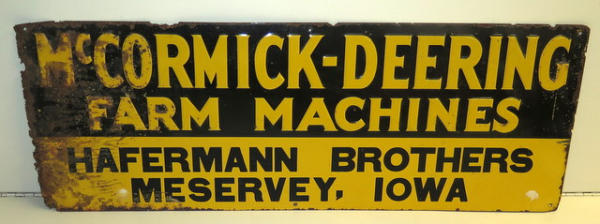 McCORMICK-DEERING
FARM MACHINES
HAFERMANN BROTHERS
MESERVEY, IOWA